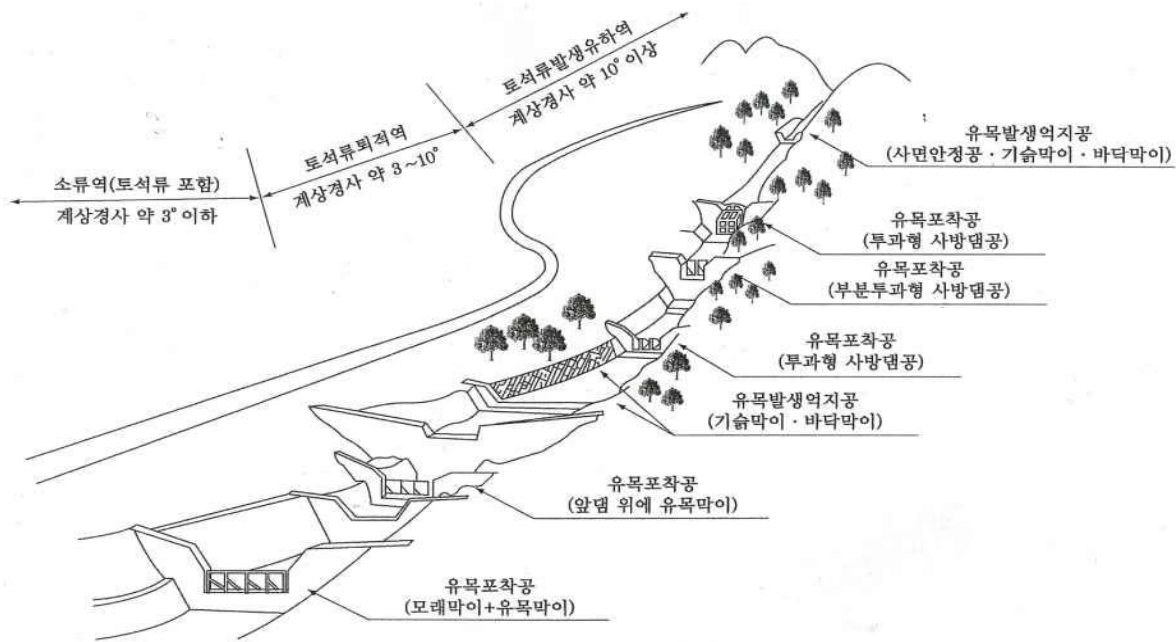 토석류발생유하역
계상경사 약 10° 이상
토석류퇴적역
계상경사 약 3~10°
소류역(토석류 포함)
계상경사 약 3° 이하
유목발생억지공
(사면안정공 · 기슭막이 · 바닥막이)
유목포착공
(투과형 사방댐공)
유목포착공
(부분투과형 사방댐공)
유목포착공
(투과형 사방댐공)
유목발생억지공
(기슭막이 · 바닥막이)
유목포착공
(앞댐 위에 유목막이)
유목포착공
(모래막이+유목막이)